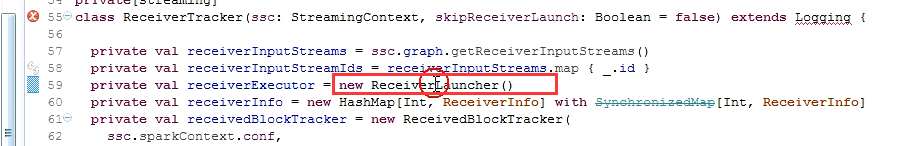 private[streaming]
55 class ReceiverTracker(ssc: StreamingContext, skipReceiverLaunch: Boolean = false) extends Logging {
56
57 private val receiverInputStreams = ssc.graph.getReceiverInputStreams()
58 private val receiverInputStreamIds = receiverInputStreams.map { _.id }
59 private val receiverExecutor = new ReceiverLauncher()
60 private val receiverInfo = new HashMap[Int, ReceiverInfo] with SynchronizedMap[Int, ReceiverInfo]
61 private val receivedBlockTracker = new ReceivedBlockTracker(
62 ssc.sparkContext.conf,